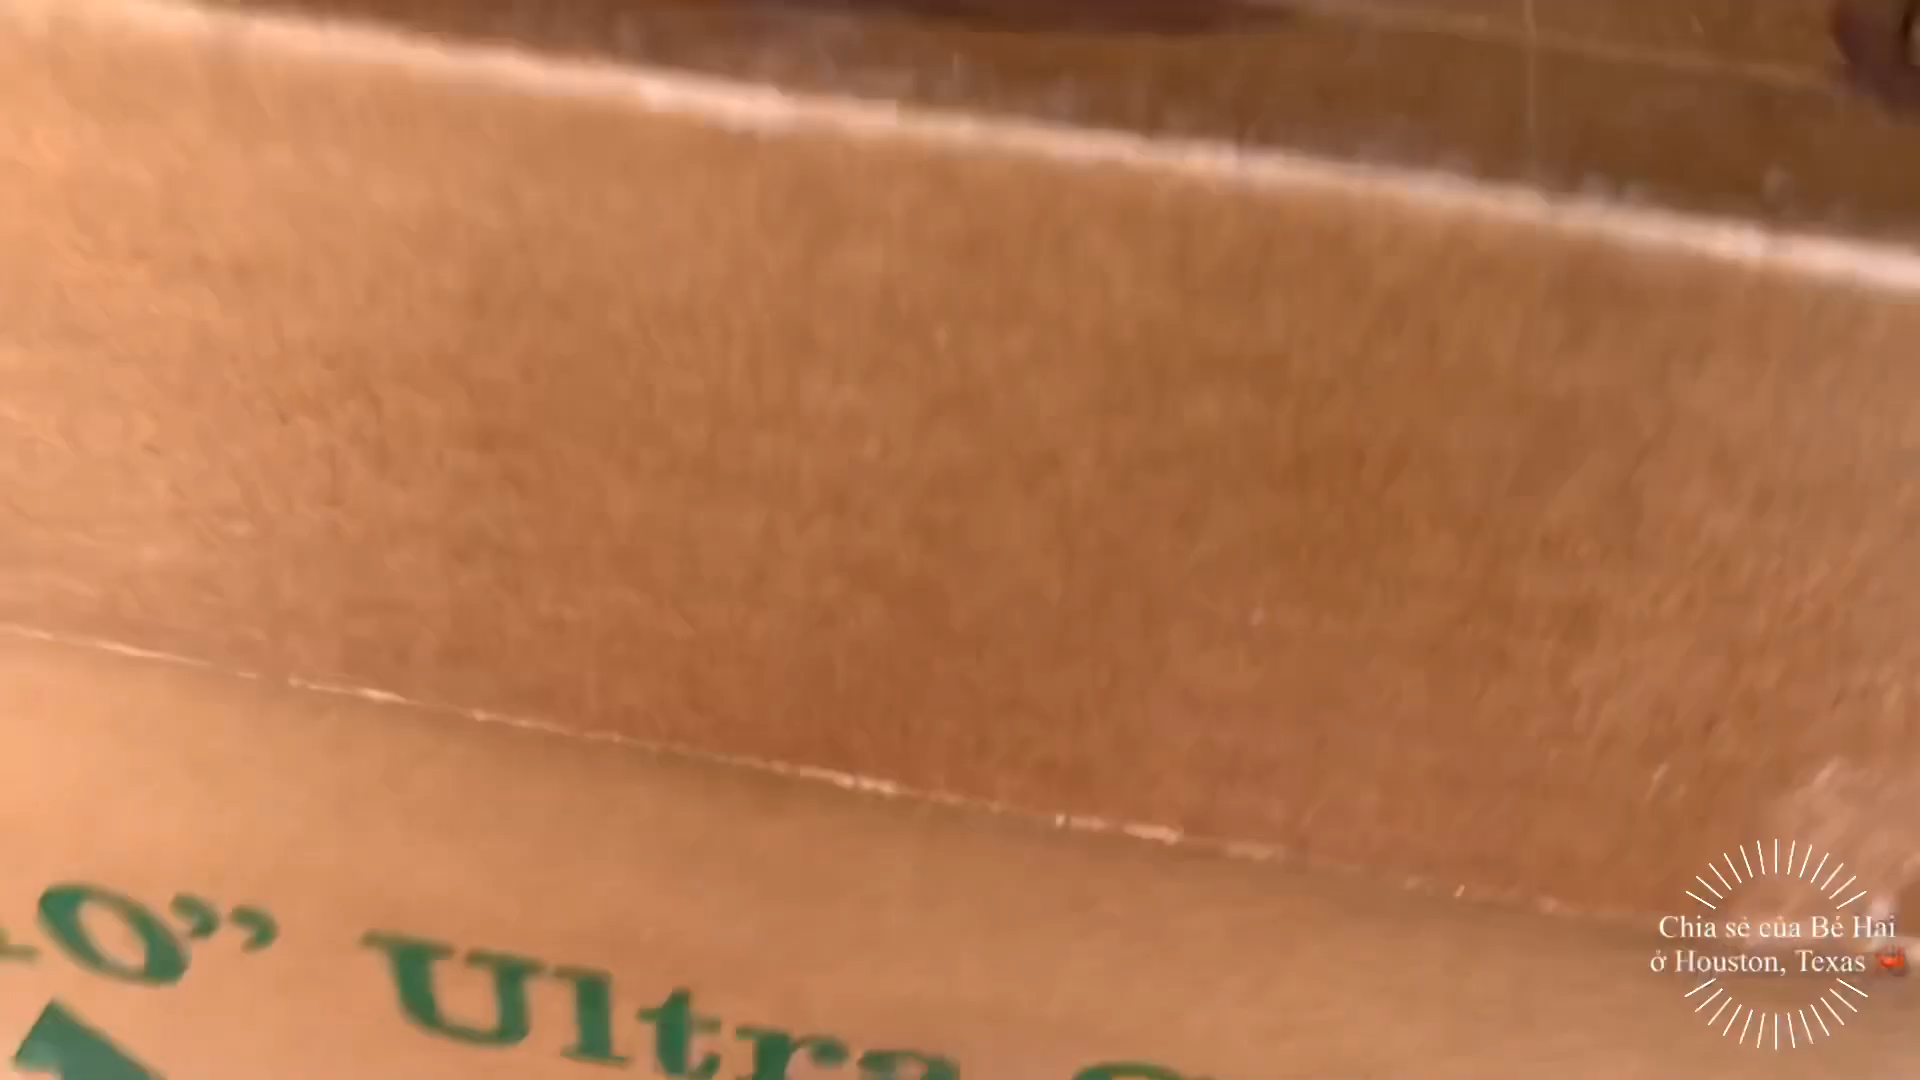 0” Ultra
Chia sẻ của Bé Hai
ở Houston, Texas